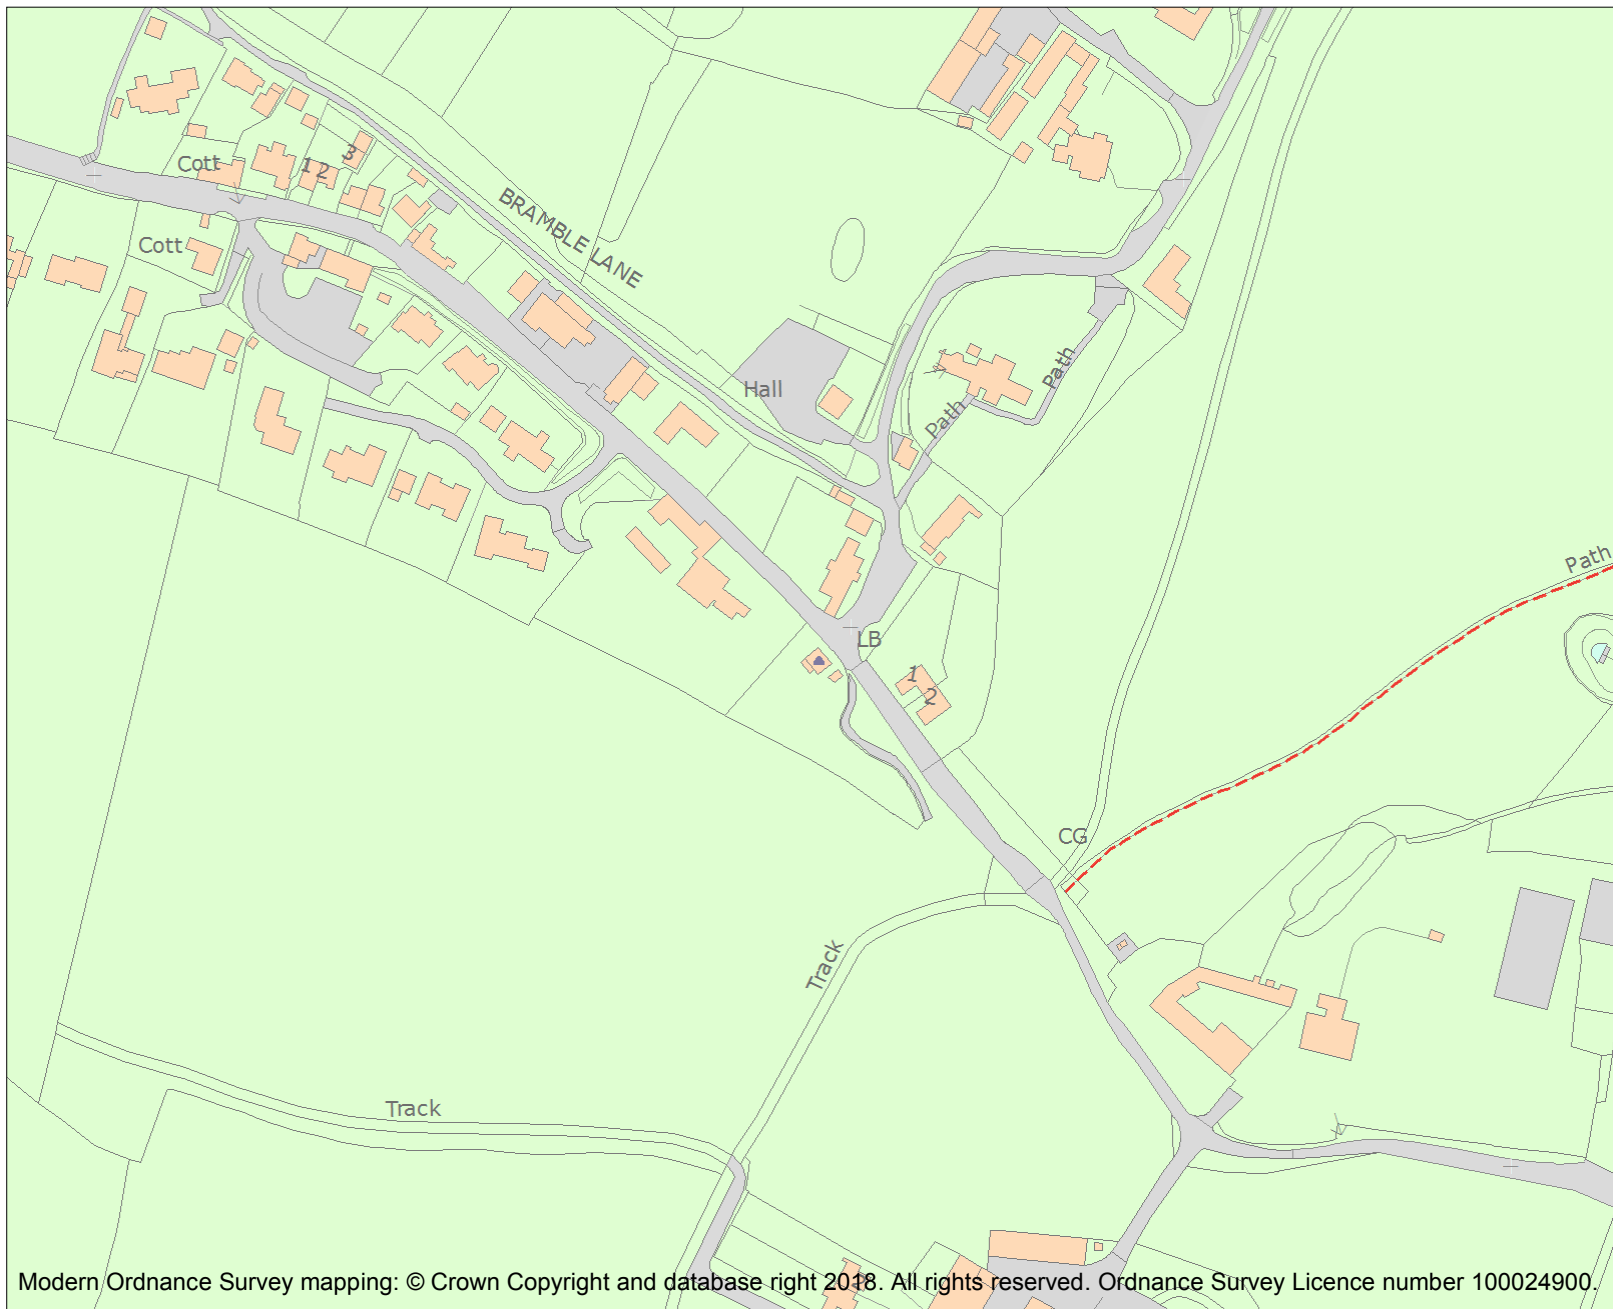 Cott
1 2
3
BRAMBLE LANE
Cott
Path
Hall
Path
Path
LB
1
2
CG
Track
Track
Modern Ordnance Survey mapping: © Crown Copyright and database right 2018. All rights reserved. Ordnance Survey Licence number 100024900.